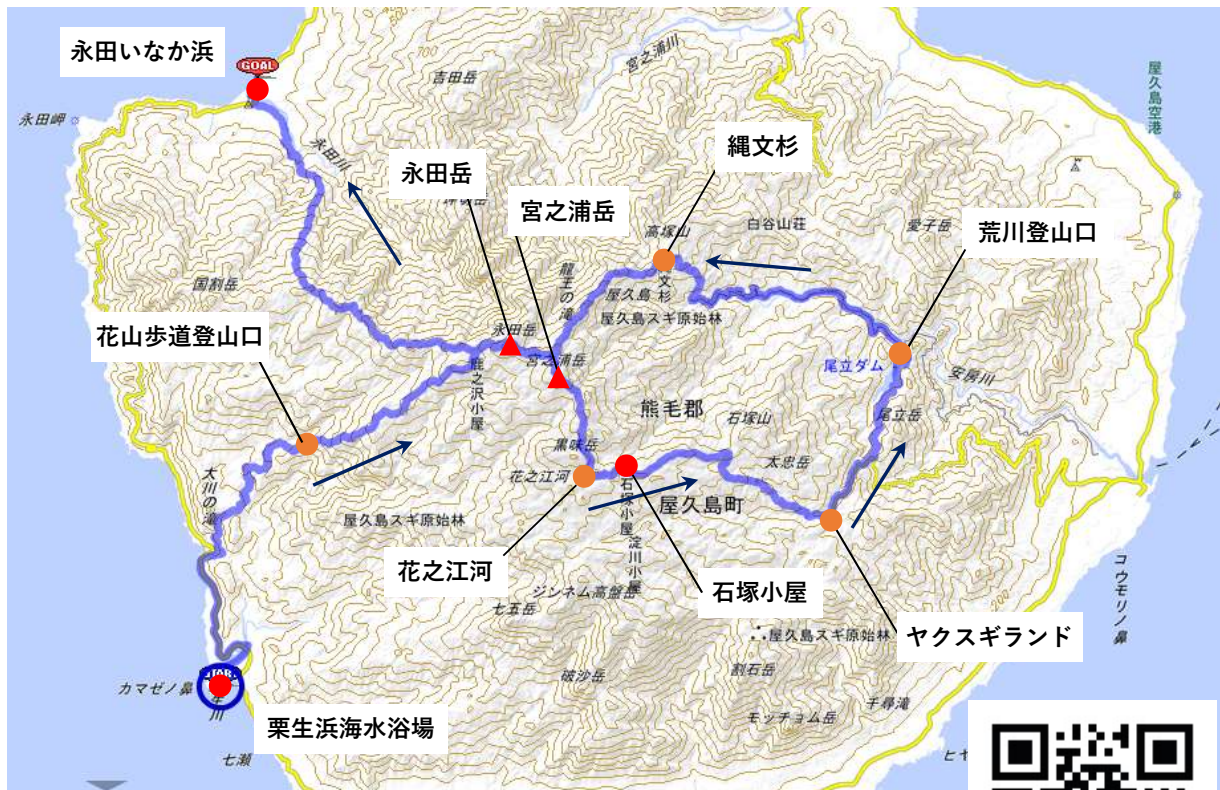 永田いなか浜
GOAL
永田岬
吉田岳
宮之浦川
屋久島空港
永田川
永田岳
縄文杉
宮之浦岳
高塚山
白谷山荘
愛子岳
荒川登山口
国割岳
龍王の滝
屋久島
文杉
屋久島スギ原始林
花山歩道登山口
永田岳
宮之浦岳
鹿之沢小屋
尾立ダム
安房川
熊毛郡
石塚山
尾立岳
黒味岳
太忠岳
花之江河
大川の滝
石塚小屋
屋久島町
屋久島スギ原始林
淀川小屋
花之江河
ジンネム高盤岳
七五岳
石塚小屋
コウモリノ鼻
ヤクスギランド
屋久島スギ原始林
破沙岳
割石岳
カマゼノ鼻
千尋滝
モッチョム岳
栗生浜海水浴場
七瀬